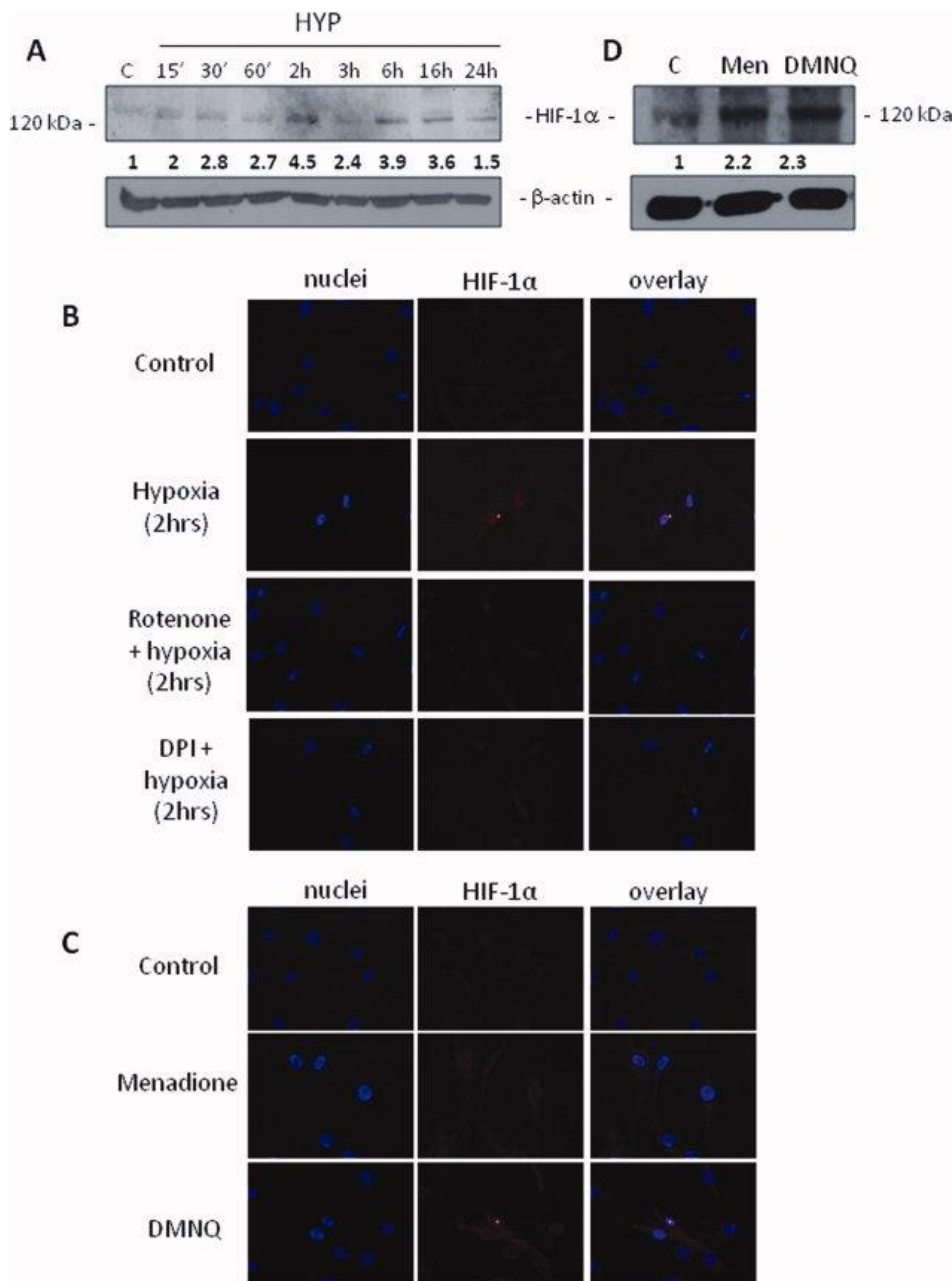 HYP
A
C 15′ 30′ 60′ 2h 3h 6h 16h 24h
120 kDa -
-HIF-1α-
1 2 2.8 2.7 4.5 2.4 3.9 3.6 1.5
- β-actin -
D
C Men DMNQ
- 120 kDa
1 2.2 2.3
B
nuclei HIF-1α overlay
Control
Hypoxia
(2hrs)
Rotenone
+ hypoxia
(2hrs)
DPI +
hypoxia
(2hrs)
C
nuclei HIF-1α overlay
Control
Menadione
DMNQ